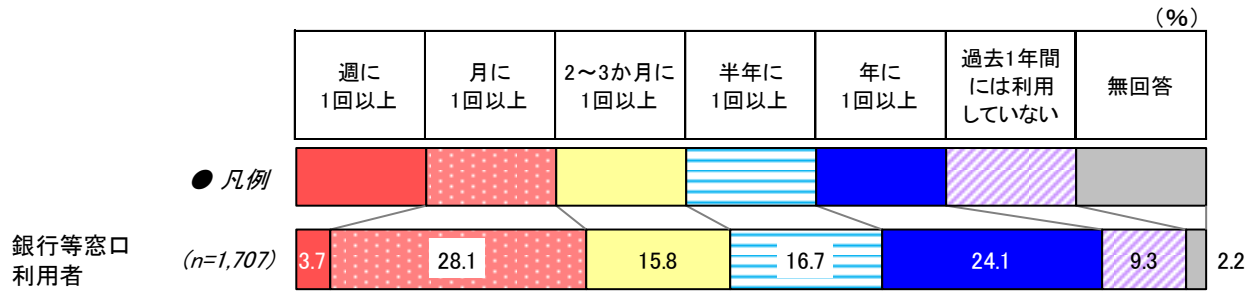 （％）
週に
1回以上
月に
1回以上
2～3か月に
1回以上
半年に
1回以上
年に
1回以上
過去1年間
には利用
していない
無回答
● 凡例
銀行等窓口
利用者
(n=1,707)
3.7
28.1
15.8
16.7
24.1
9.3
2.2